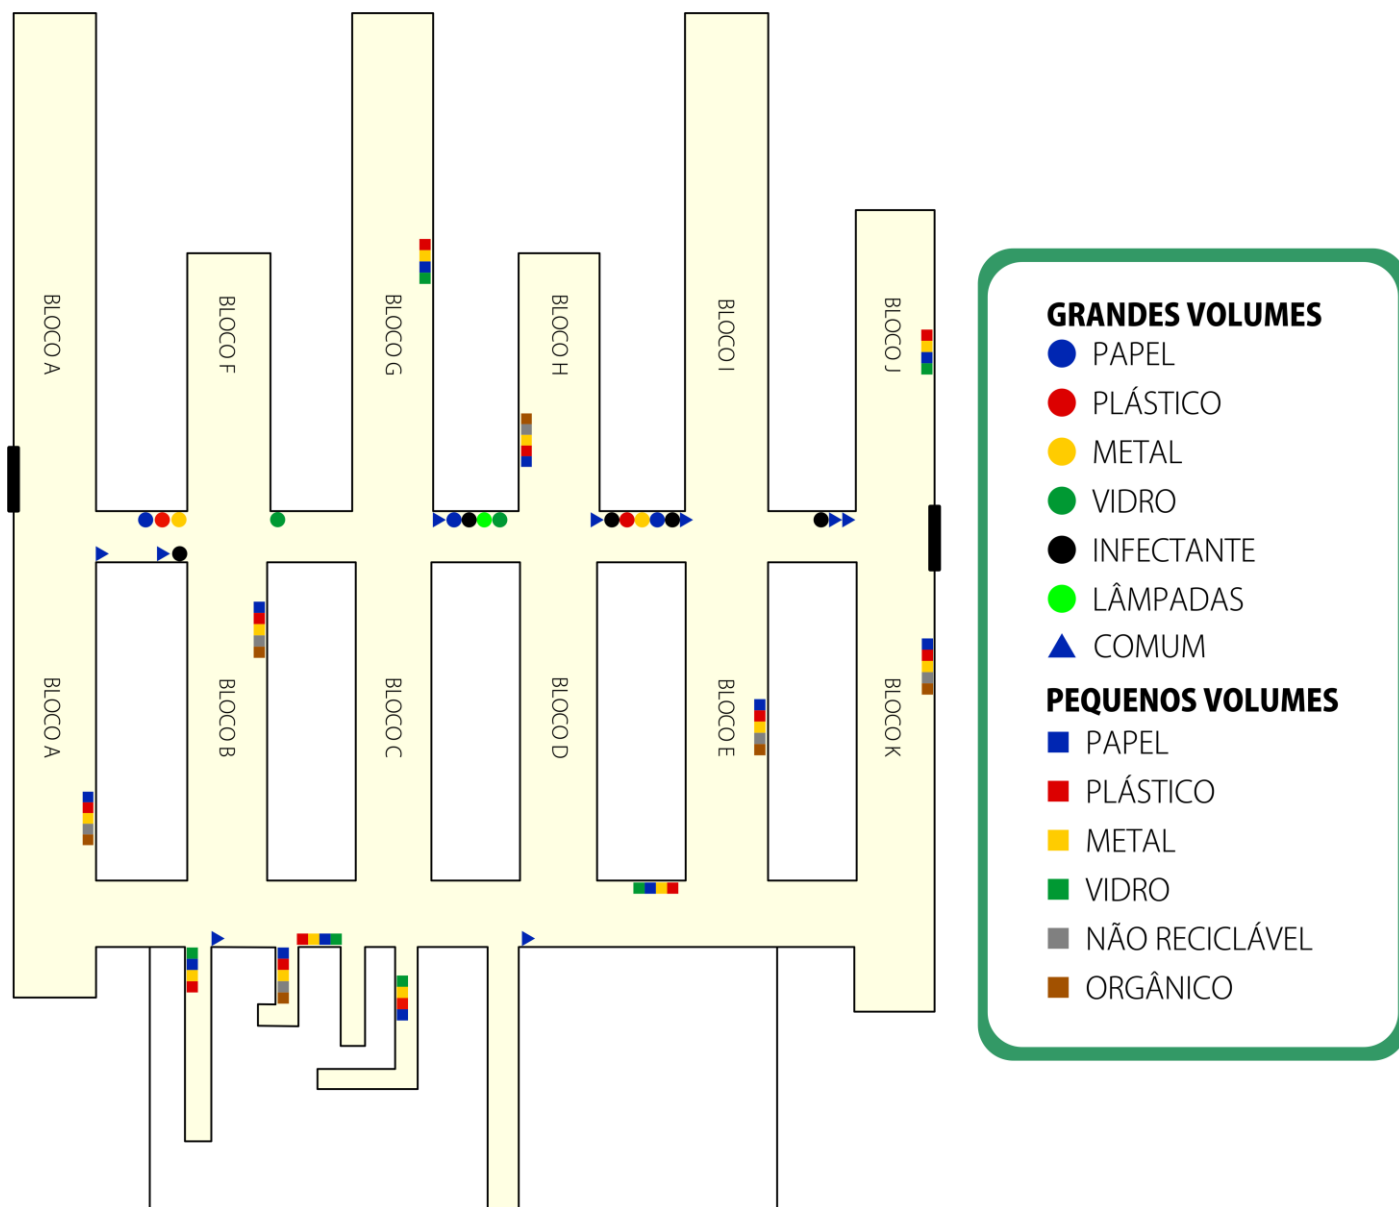 BLOCO A
BLOCO F
BLOCO G
BLOCO H
BLOCO I
BLOCO J
BLOCO A
BLOCO B
BLOCO C
BLOCO D
BLOCO E
BLOCO K
GRANDES VOLUMES
PAPEL
PLÁSTICO
METAL
VIDRO
INFECTANTE
LÂMPADAS
COMUM
PEQUENOS VOLUMES
PAPEL
PLÁSTICO
METAL
VIDRO
NÃO RECICLÁVEL
ORGÂNICO